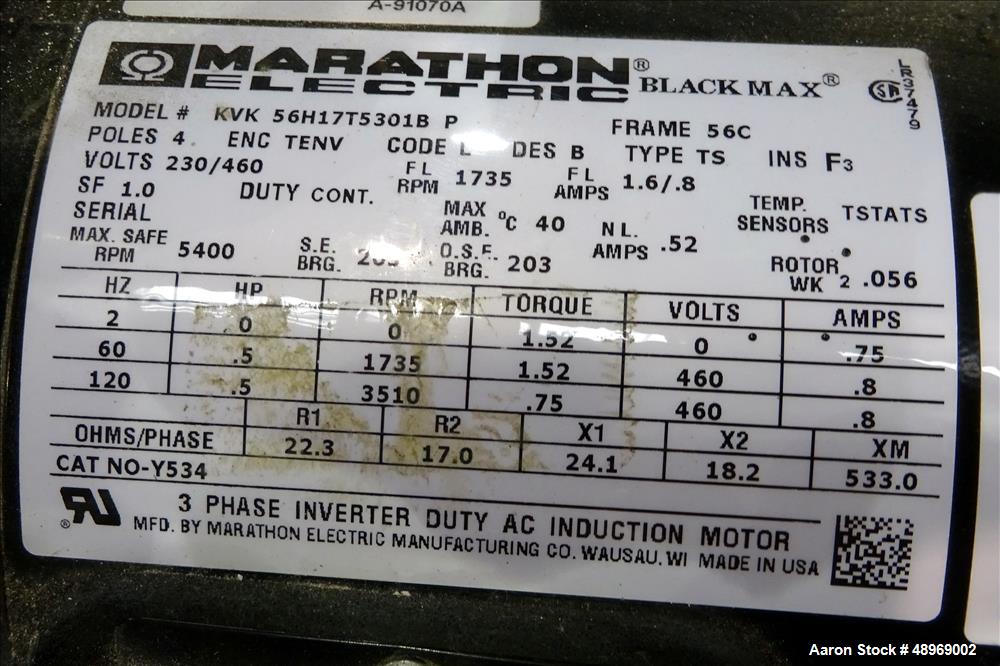 A-91070A
MARATHON®
ELECTRIC BLACK MAX®
LR37479
MODEL # KVK 56H17T5301B P FRAME 56C
POLES 4 ENC TENV CODE L DES B TYPE TS INS F3
VOLTS 230/460 FL RPM 1735 FL AMPS 1.6/.8
SF 1.0 DUTY CONT. MAX AMB. °C 40 NL. AMPS .52 TEMP. SENSORS TSTATS
SERIAL
MAX. SAFE RPM 5400 S.E. BRG. O.S.E. BRG. 203 ROTOR WK 2 .056
HZ HP RPM TORQUE VOLTS AMPS
2 0 0 1.52 0 .75
60 .5 1735 1.52 460 .8
120 .5 3510 .75 460 .8
R1 R2 X1 X2 XM
OHMS/PHASE 22.3 17.0 24.1 18.2 533.0
CAT NO-Y534
3 PHASE INVERTER DUTY AC INDUCTION MOTOR
MFD. BY MARATHON ELECTRIC MANUFACTURING CO. WAUSAU. WI MADE IN USA
Aaron Stock # 48969002